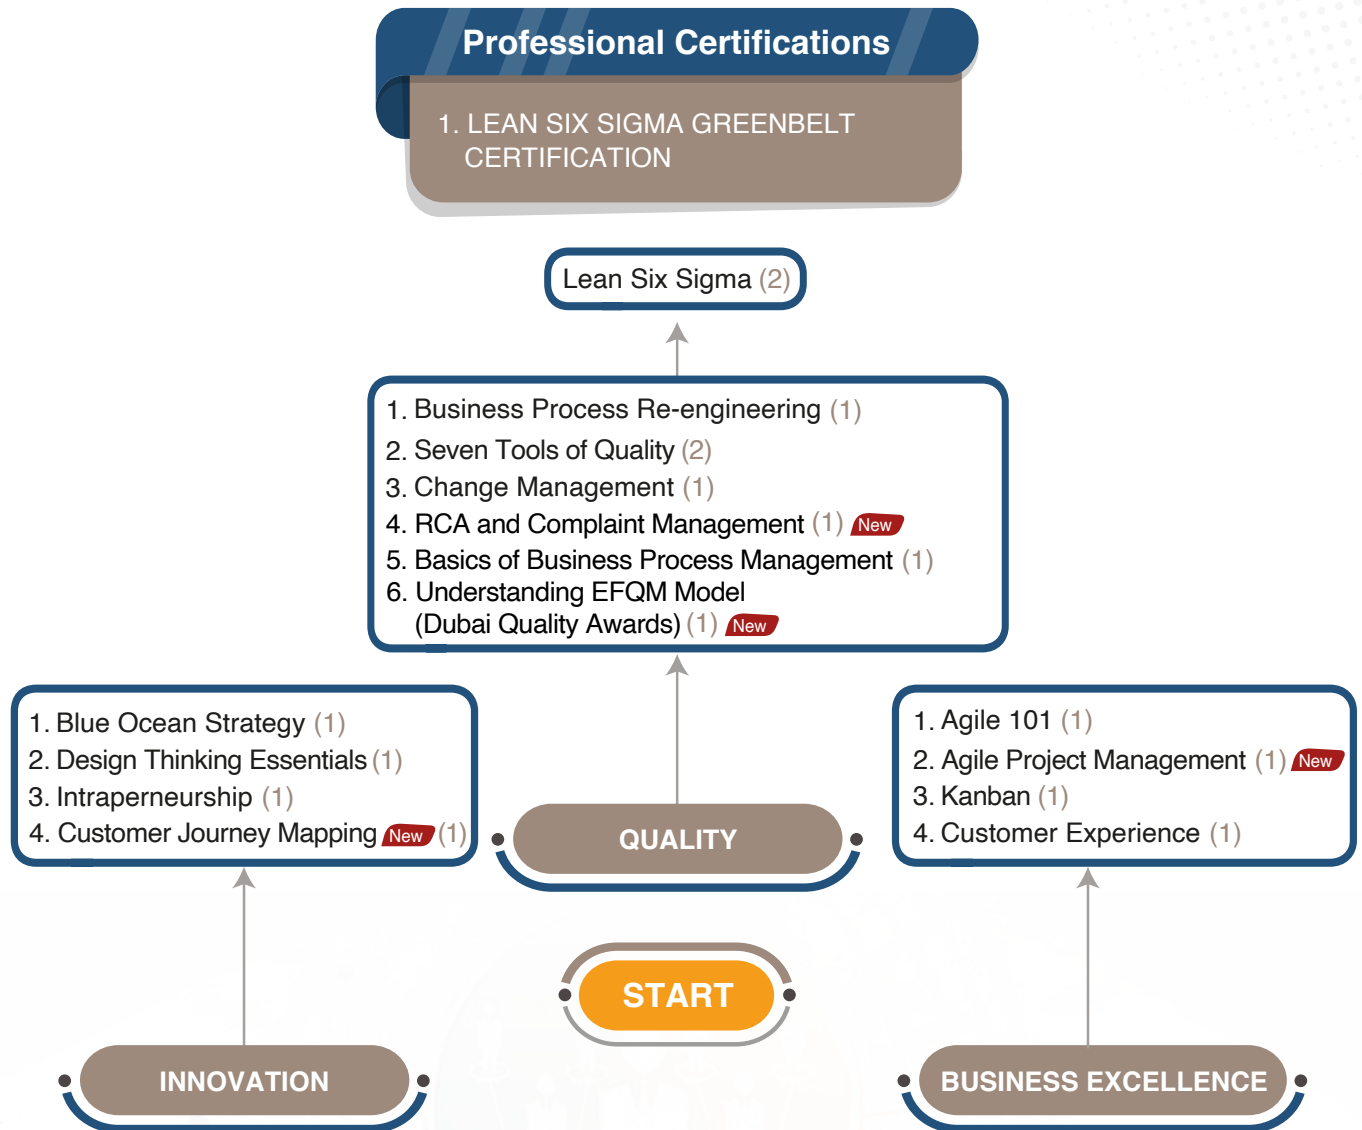 Professional Certifications
1. LEAN SIX SIGMA GREENBELT
CERTIFICATION
Lean Six Sigma (2)
1. Business Process Re-engineering (1)
2. Seven Tools of Quality (2)
3. Change Management (1)
4. RCA and Complaint Management (1) New
5. Basics of Business Process Management (1)
6. Understanding EFQM Model
(Dubai Quality Awards) (1) New
1. Blue Ocean Strategy (1)
2. Design Thinking Essentials (1)
3. Intraperneurship (1)
4. Customer Journey Mapping New (1)
1. Agile 101 (1)
2. Agile Project Management (1) New
3. Kanban (1)
4. Customer Experience (1)
QUALITY
START
INNOVATION
BUSINESS EXCELLENCE